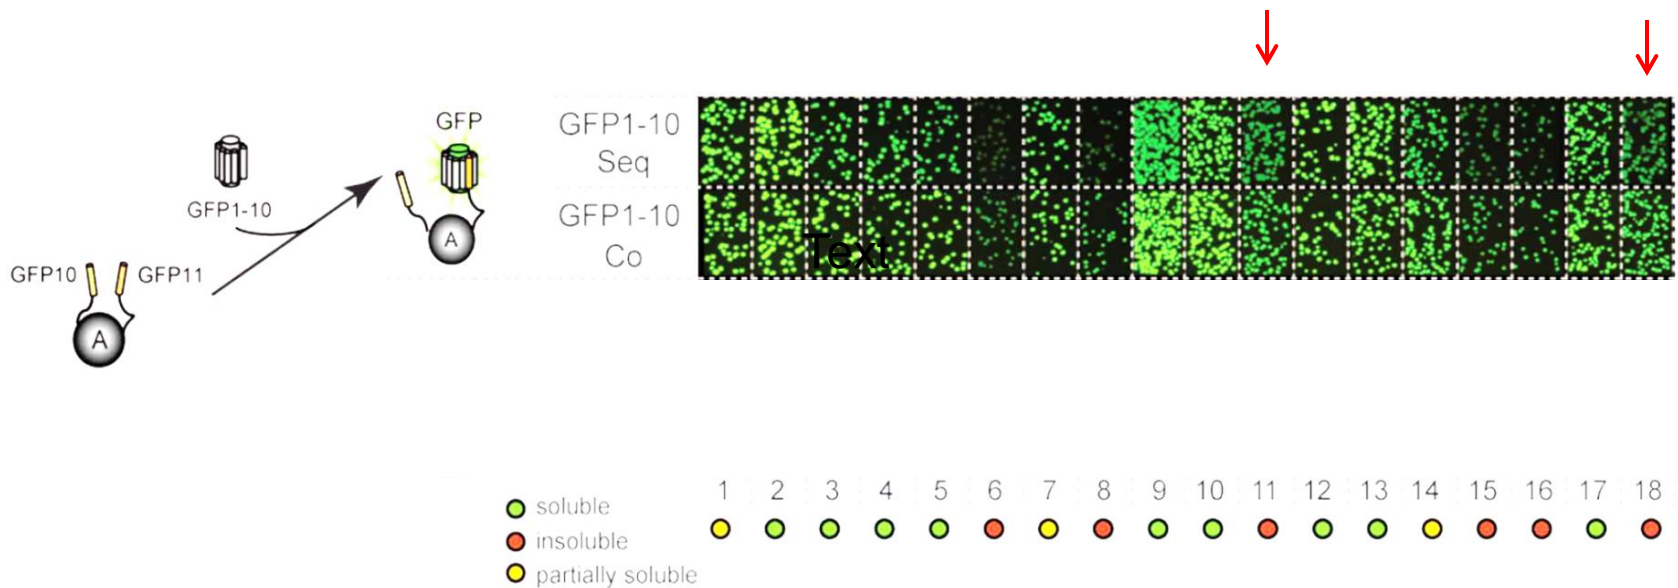 GFP
GFP1-10
GFP10
GFP11
A
A
GFP1-10
Seq
GFP1-10
Co
Text
1 2 3 4 5 6 7 8 9 10 11 12 13 14 15 16 17 18
soluble
insoluble
partially soluble